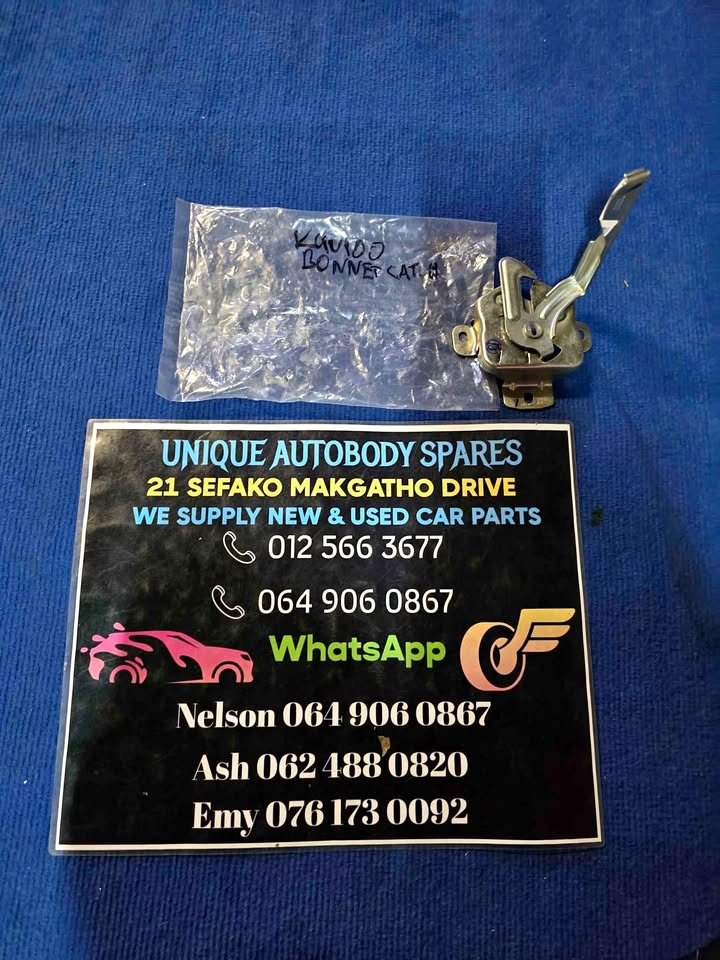 BONNET CATCH
UNIQUE AUTOBODY SPARES
21 SEFAKO MAKGATHO DRIVE
WE SUPPLY NEW & USED CAR PARTS
012 566 3677
064 906 0867
WhatsApp
Nelson 064 906 0867
Ash 062 488 0820
Emy 076 173 0092